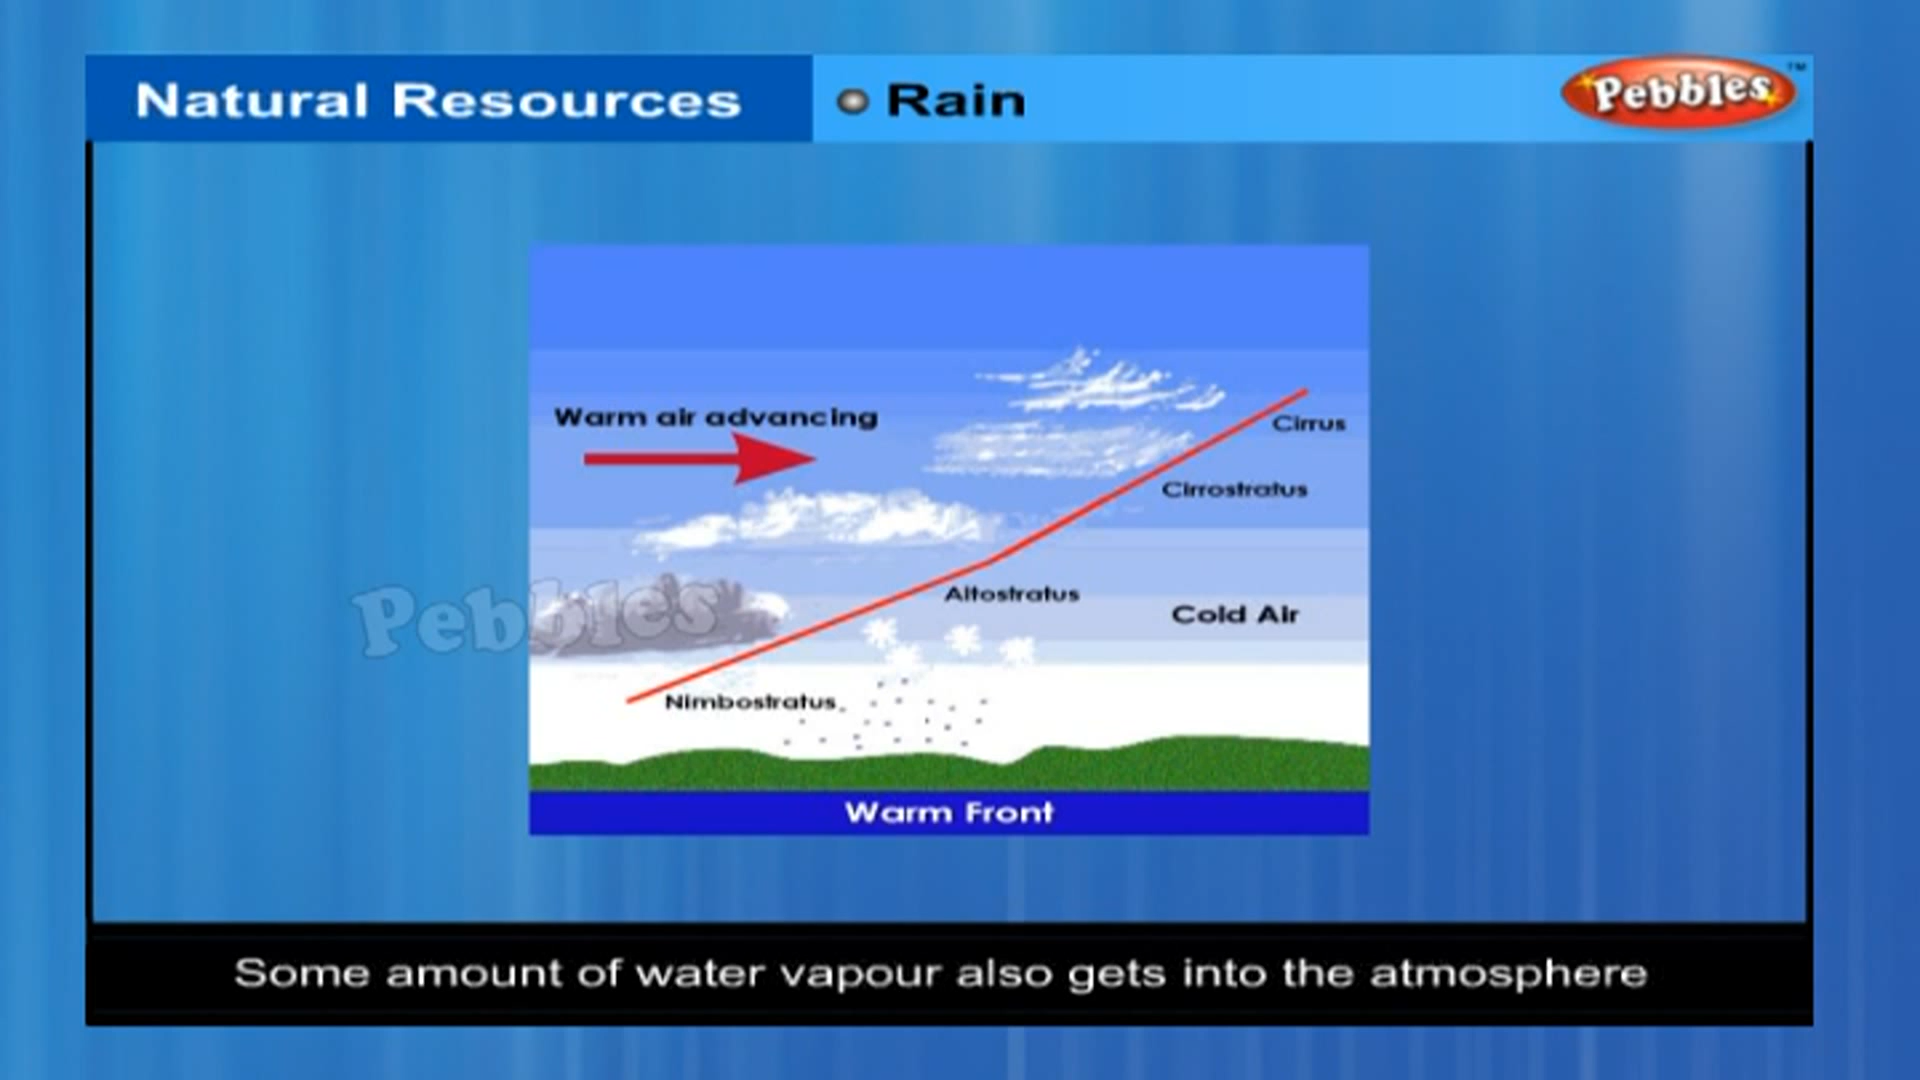 Natural Resources
Rain
Pebbles™
Warm air advancing
Cirrus
Cirrostratus
Altostratus
Cold Air
Pebbles
Nimbostratus
Warm Front
Some amount of water vapour also gets into the atmosphere